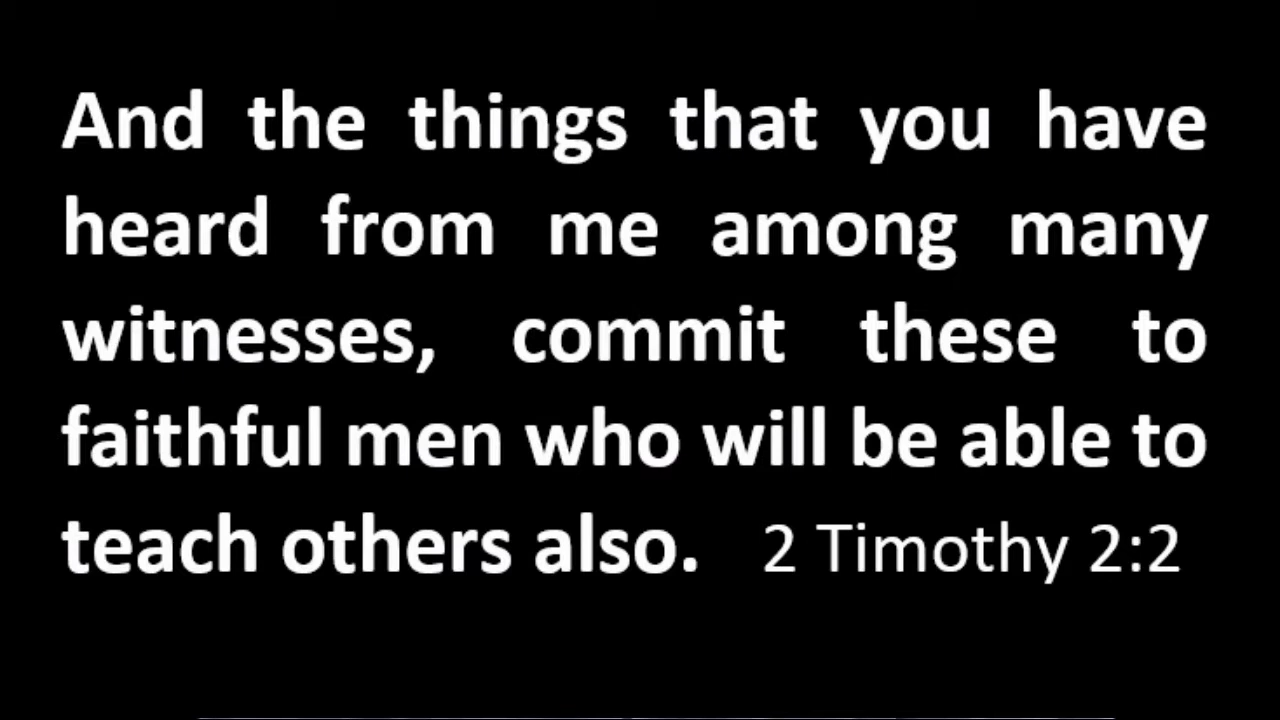 And the things that you have
heard from me among many
witnesses, commit these to
faithful men who will be able to
teach others also. 2 Timothy 2:2